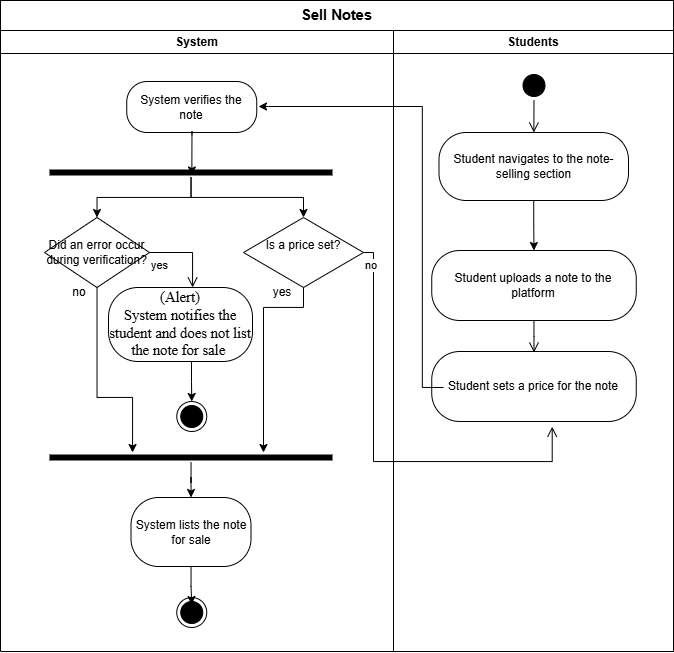 Sell Notes
System
Students
System verifies the
note
Student navigates to the note-
selling section
Did an error occur
during verification?
yes
no
Is a price set?
no
yes
(Alert)
System notifies the
student and does not list
the note for sale
Student uploads a note to the
platform
Student sets a price for the note
System lists the note
for sale